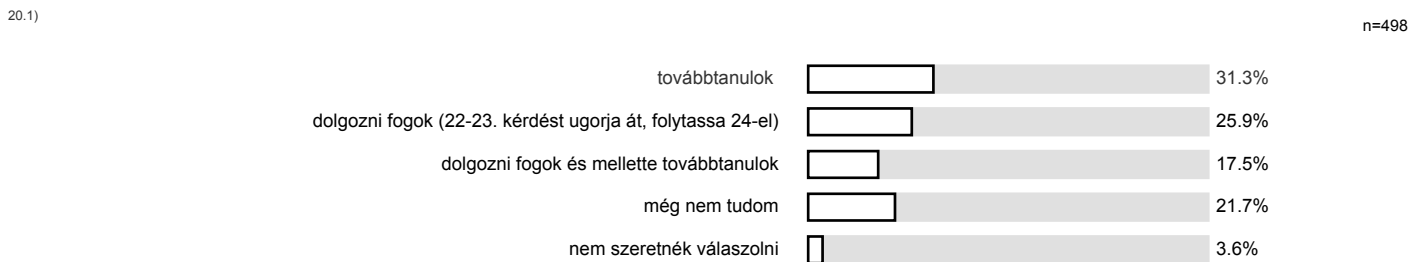 20.1)
n=498
továbbtanulok 31.3%
dolgozni fogok (22-23. kérdést ugorja át, folytassa 24-el) 25.9%
dolgozni fogok és mellette továbbtanulok 17.5%
még nem tudom 21.7%
nem szeretnék válaszolni 3.6%